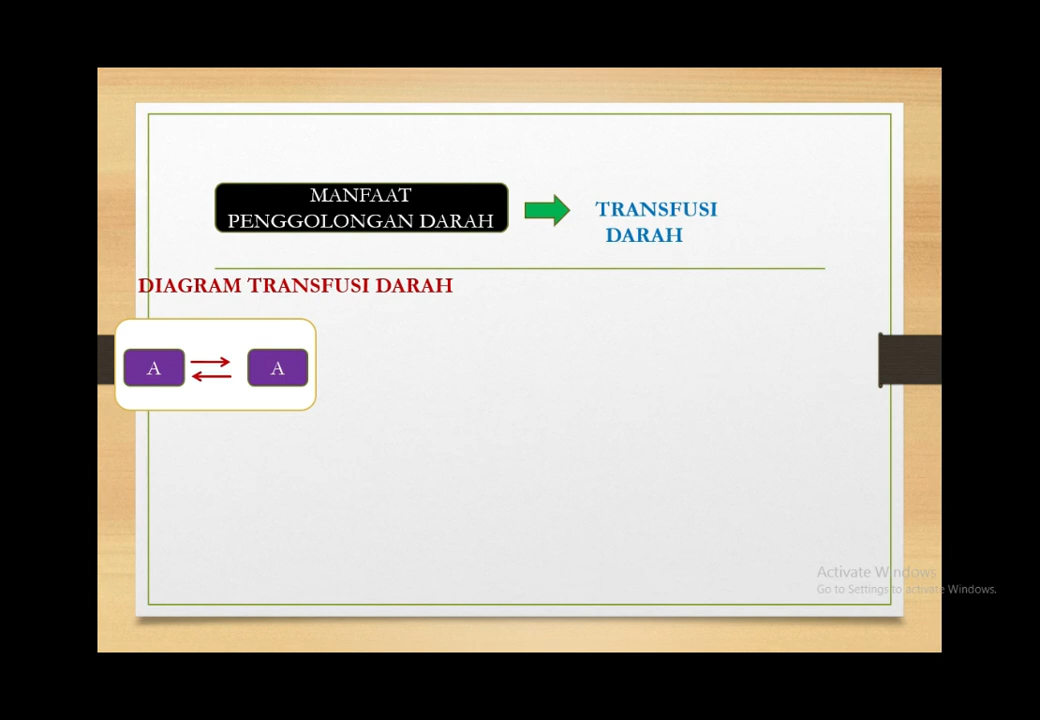 MANFAAT
PENGGOLONGAN DARAH
TRANSFUSI
DARAH
DIAGRAM TRANSFUSI DARAH
A
A
Activate Windows
Go to Settings to activate Windows.